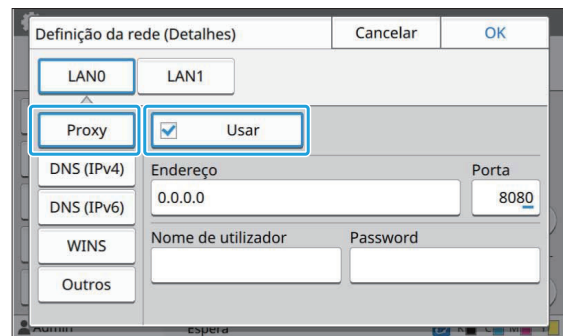 Definição da rede (Detalhes) Cancelar OK
LAN0 LAN1
Proxy Usar
DNS (IPv4) Endereço Porta
DNS (IPv6) 0.0.0.0 8080
WINS Nome de utilizador Password
Outros
Admin Espera